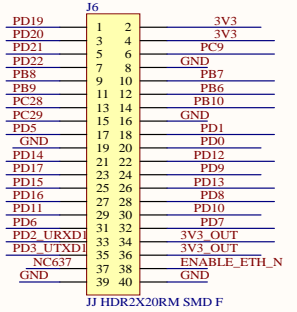 J6
PD19 1 2 3V3
PD20 3 4 3V3
PD21 5 6 PC9
PD22 7 8 GND
PB8 9 10 PB7
PB9 11 12 PB6
PC28 13 14 PB10
PC29 15 16 GND
PD5 17 18 PD1
GND 19 20 PD0
PD14 21 22 PD12
PD17 23 24 PD9
PD15 25 26 PD13
PD16 27 28 PD8
PD11 29 30 PD10
PD6 31 32 PD7
PD2_URXD1 33 34 3V3_OUT
PD3_UTXD1 35 36 3V3_OUT
NC637 37 38 ENABLE_ETH_N
GND 39 40 GND
JJ HDR2X20RM SMD F